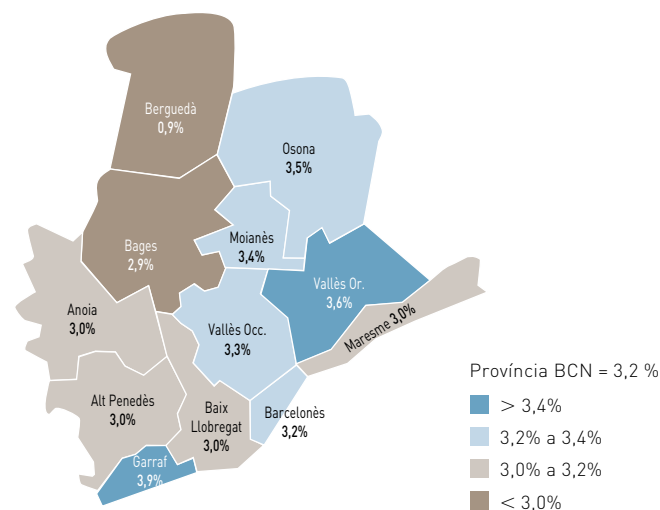 Berguedà
0,9%
Osona
3,5%
Moianès
3,4%
Bages
2,9%
Vallès Or.
3,6%
Anoia
3,0%
Maresme 3,0%
Vallès Occ.
3,3%
Alt Penedès
3,0%
Baix
Llobregat
3,0%
Barcelonès
3,2%
Garraf
3,9%
Província BCN = 3,2 %
> 3,4%
3,2% a 3,4%
3,0% a 3,2%
< 3,0%